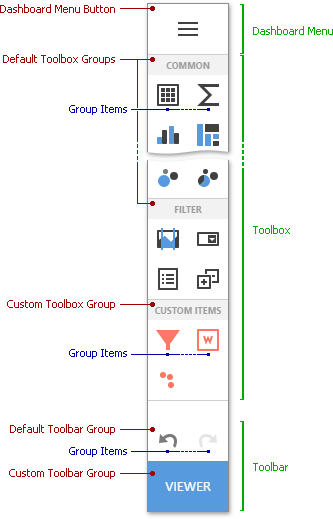 Dashboard Menu Button
Dashboard Menu
Default Toolbox Groups
COMMON
Group Items
Toolbox
FILTER
Custom Toolbox Group
CUSTOM ITEMS
W
Group Items
Default Toolbar Group
Group Items
Toolbar
Custom Toolbar Group
VIEWER